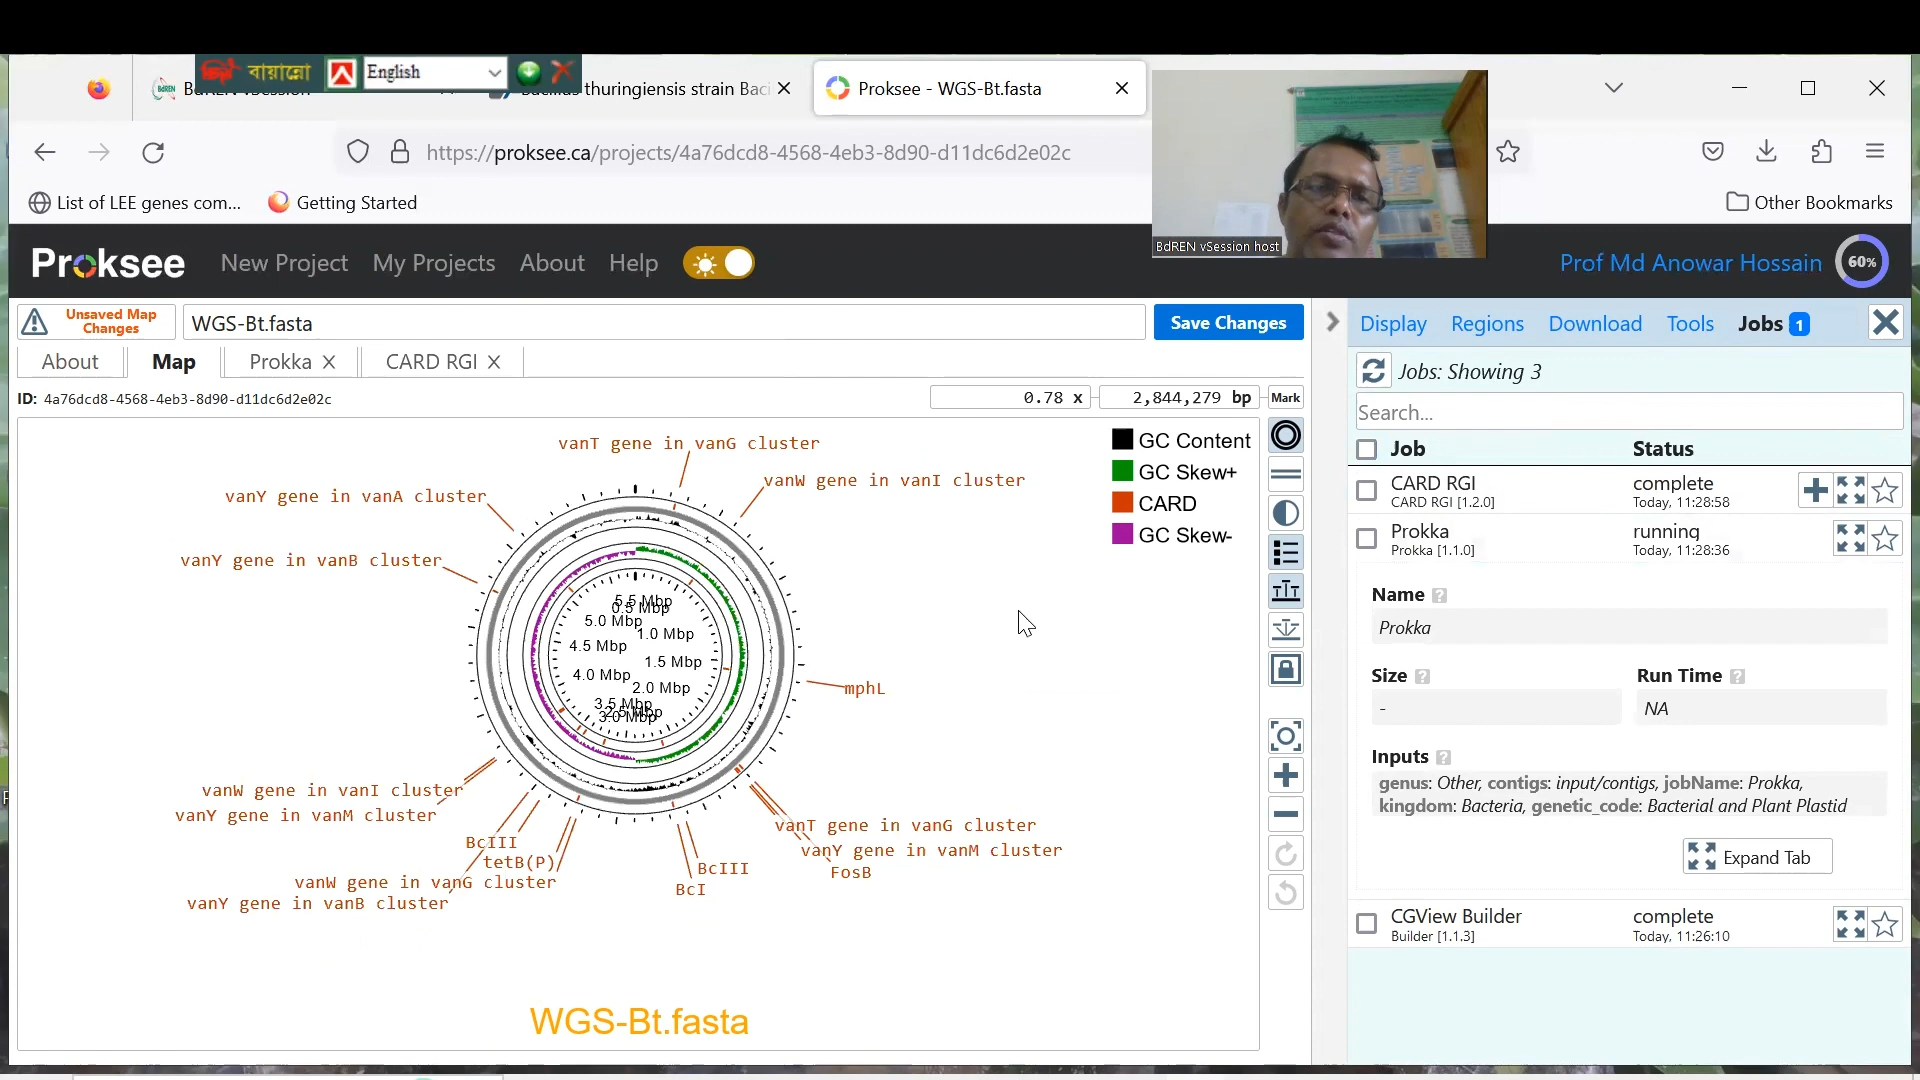 বায়ান্নো
English
thuringiensis strain Baci
Proksee - WGS-Bt.fasta
https://proksee.ca/projects/4a76dcd8-4568-4eb3-8d90-d11dc6d2e02c
List of LEE genes com...
Getting Started
Other Bookmarks
BdREN vSession host
Proksee
New Project
My Projects
About
Help
Prof Md Anowar Hossain
60%
Unsaved Map
Changes
WGS-Bt.fasta
Save Changes
Display
Regions
Download
Tools
Jobs 1
About
Map
Prokka
CARD RGI
ID: 4a76dcd8-4568-4eb3-8d90-d11dc6d2e02c
0.78 x
2,844,279 bp
Mark
vanT gene in vanG cluster
vanW gene in vanI cluster
vanY gene in vanA cluster
vanY gene in vanB cluster
GC Content
GC Skew+
CARD
GC Skew-
5.5 Mbp
0.5 Mbp
5.0 Mbp
1.0 Mbp
4.5 Mbp
1.5 Mbp
4.0 Mbp
2.0 Mbp
3.5 Mbp
2.5 Mbp
3.0 Mbp
mphL
vanW gene in vanI cluster
vanY gene in vanM cluster
BcIII
tetB(P)
vanW gene in vanG cluster
vanY gene in vanB cluster
vanT gene in vanG cluster
vanY gene in vanM cluster
FosB
BcIII
BcI
WGS-Bt.fasta
Jobs: Showing 3
Search...
Job
Status
CARD RGI
complete
CARD RGI [1.2.0]
Today, 11:28:58
Prokka
running
Prokka [1.1.0]
Today, 11:28:36
Name
Prokka
Size
Run Time
-
NA
Inputs
genus: Other, contigs: input/contigs, jobName: Prokka,
kingdom: Bacteria, genetic_code: Bacterial and Plant Plastid
Expand Tab
CGView Builder
complete
Builder [1.1.3]
Today, 11:26:10